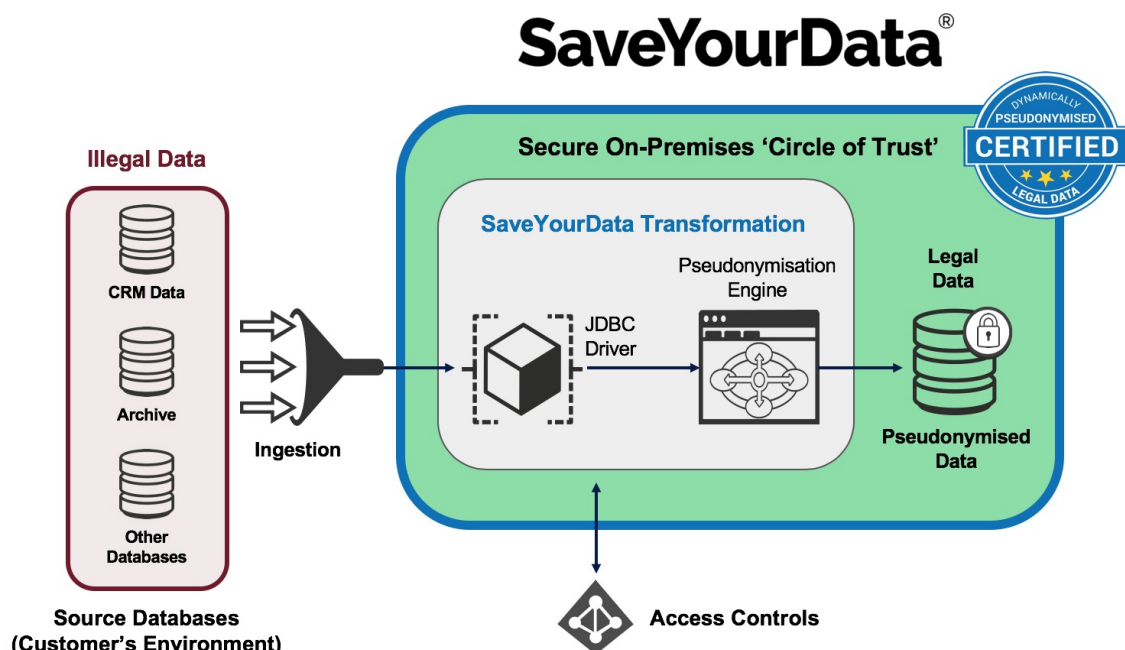 SaveYourData®
DYNAMICALLY
PSEUDONYMISED
CERTIFIED
LEGAL DATA
Secure On-Premises ‘Circle of Trust’
Illegal Data
SaveYourData Transformation
CRM Data
Archive
Other
Databases
Ingestion
JDBC
Driver
Pseudonymisation
Engine
Legal
Data
Pseudonymised
Data
Source Databases
(Customer’s Environment)
Access Controls